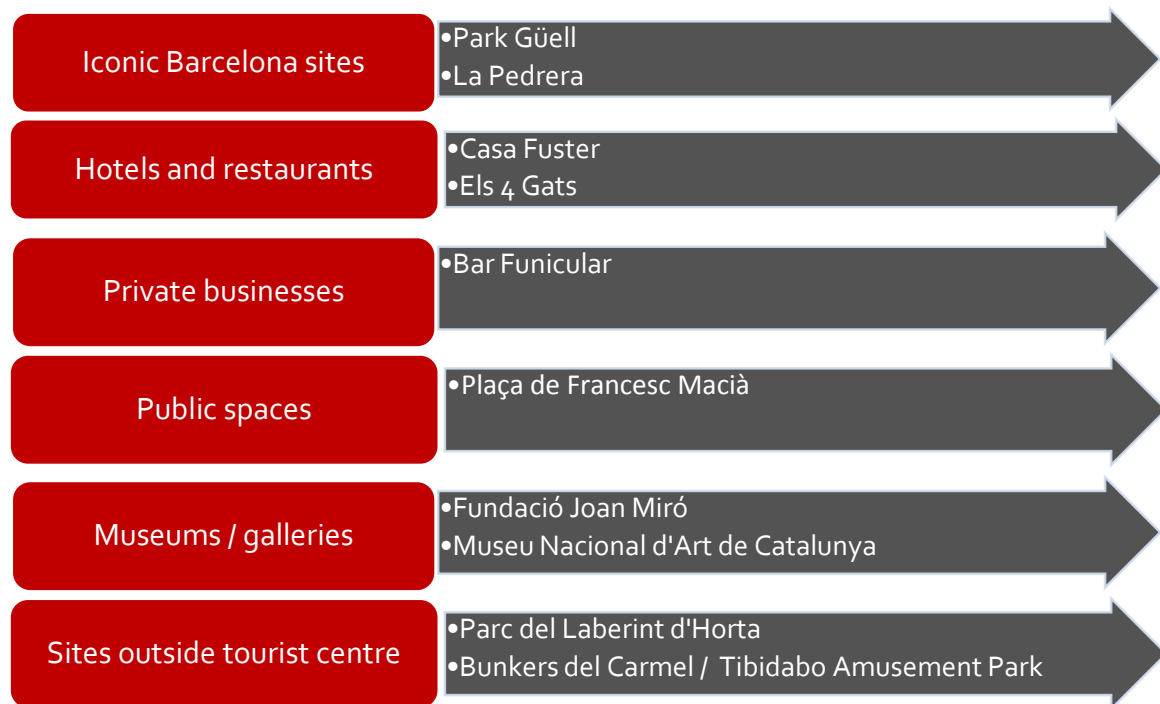 Iconic Barcelona sites
•Park Güell
•La Pedrera
Hotels and restaurants
•Casa Fuster
•Els 4 Gats
Private businesses
•Bar Funicular
Public spaces
•Plaça de Francesc Macià
Museums / galleries
•Fundació Joan Miró
•Museu Nacional d'Art de Catalunya
Sites outside tourist centre
•Parc del Laberint d'Horta
•Bunkers del Carmel / Tibidabo Amusement Park